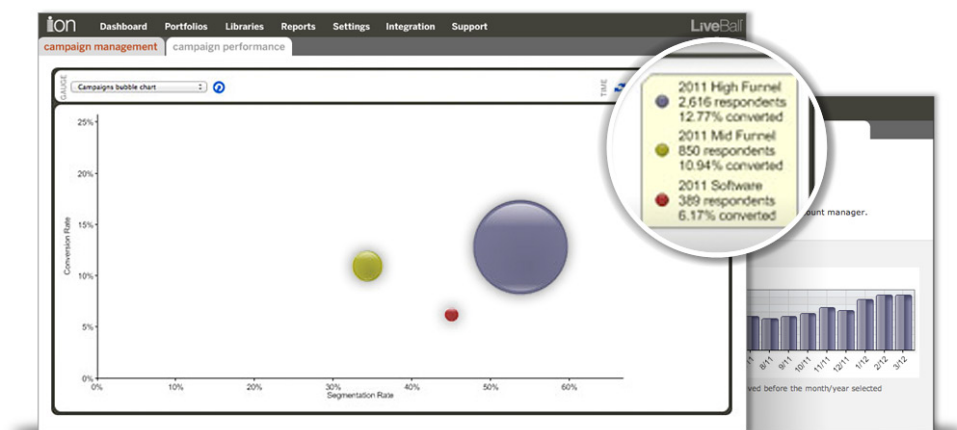 ion Dashboard Portfolios Libraries Reports Settings Integration Support LiveBall
campaign management campaign performance
GAUGE
Campaigns bubble chart
TIME
2011 High Funnel
2,616 respondents
12.77% converted
2011 Mid Funnel
850 respondents
10.94% converted
2011 Software
389 respondents
6.17% converted
25%
20%
15%
10%
5%
0%
Conversion Rate
0% 10% 20% 30% 40% 50% 60%
Segmentation Rate
ount manager.
8/11 9/11 10/11 11/11 12/11 1/12 2/12 3/12
ved before the month/year selected